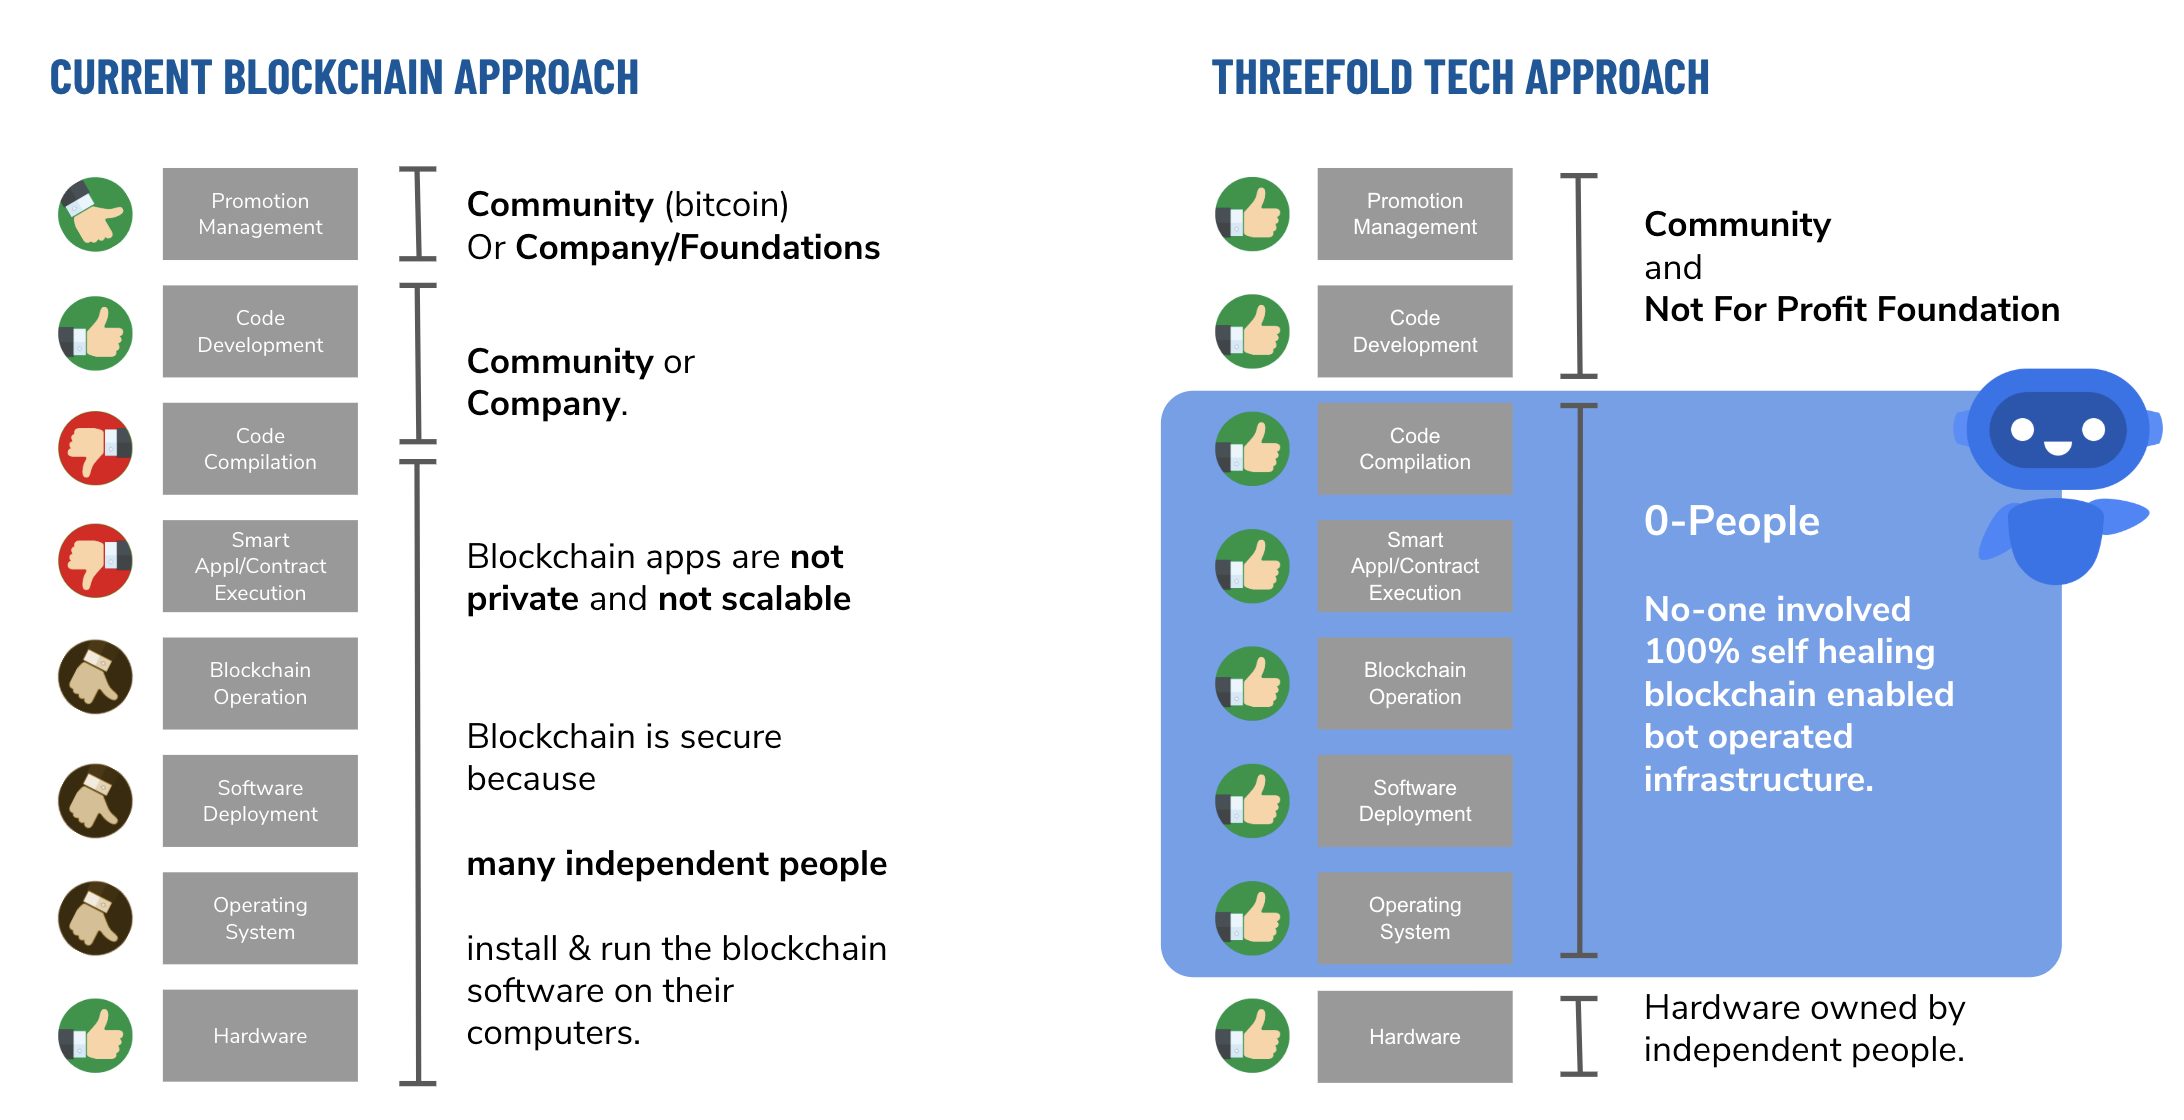 CURRENT BLOCKCHAIN APPROACH
Promotion
Management
Community (bitcoin)
Or Company/Foundations
Code
Development
Community or
Company.
Code
Compilation
Smart
Appl/Contract
Execution
Blockchain apps are not
private and not scalable
Blockchain
Operation
Software
Deployment
Operating
System
Hardware
Blockchain is secure
because
many independent people
install & run the blockchain
software on their
computers.
THREEFOLD TECH APPROACH
Promotion
Management
Code
Development
Community
and
Not For Profit Foundation
Code
Compilation
Smart
Appl/Contract
Execution
Blockchain
Operation
Software
Deployment
Operating
System
0-People
No-one involved
100% self healing
blockchain enabled
bot operated
infrastructure.
Hardware
Hardware owned by
independent people.